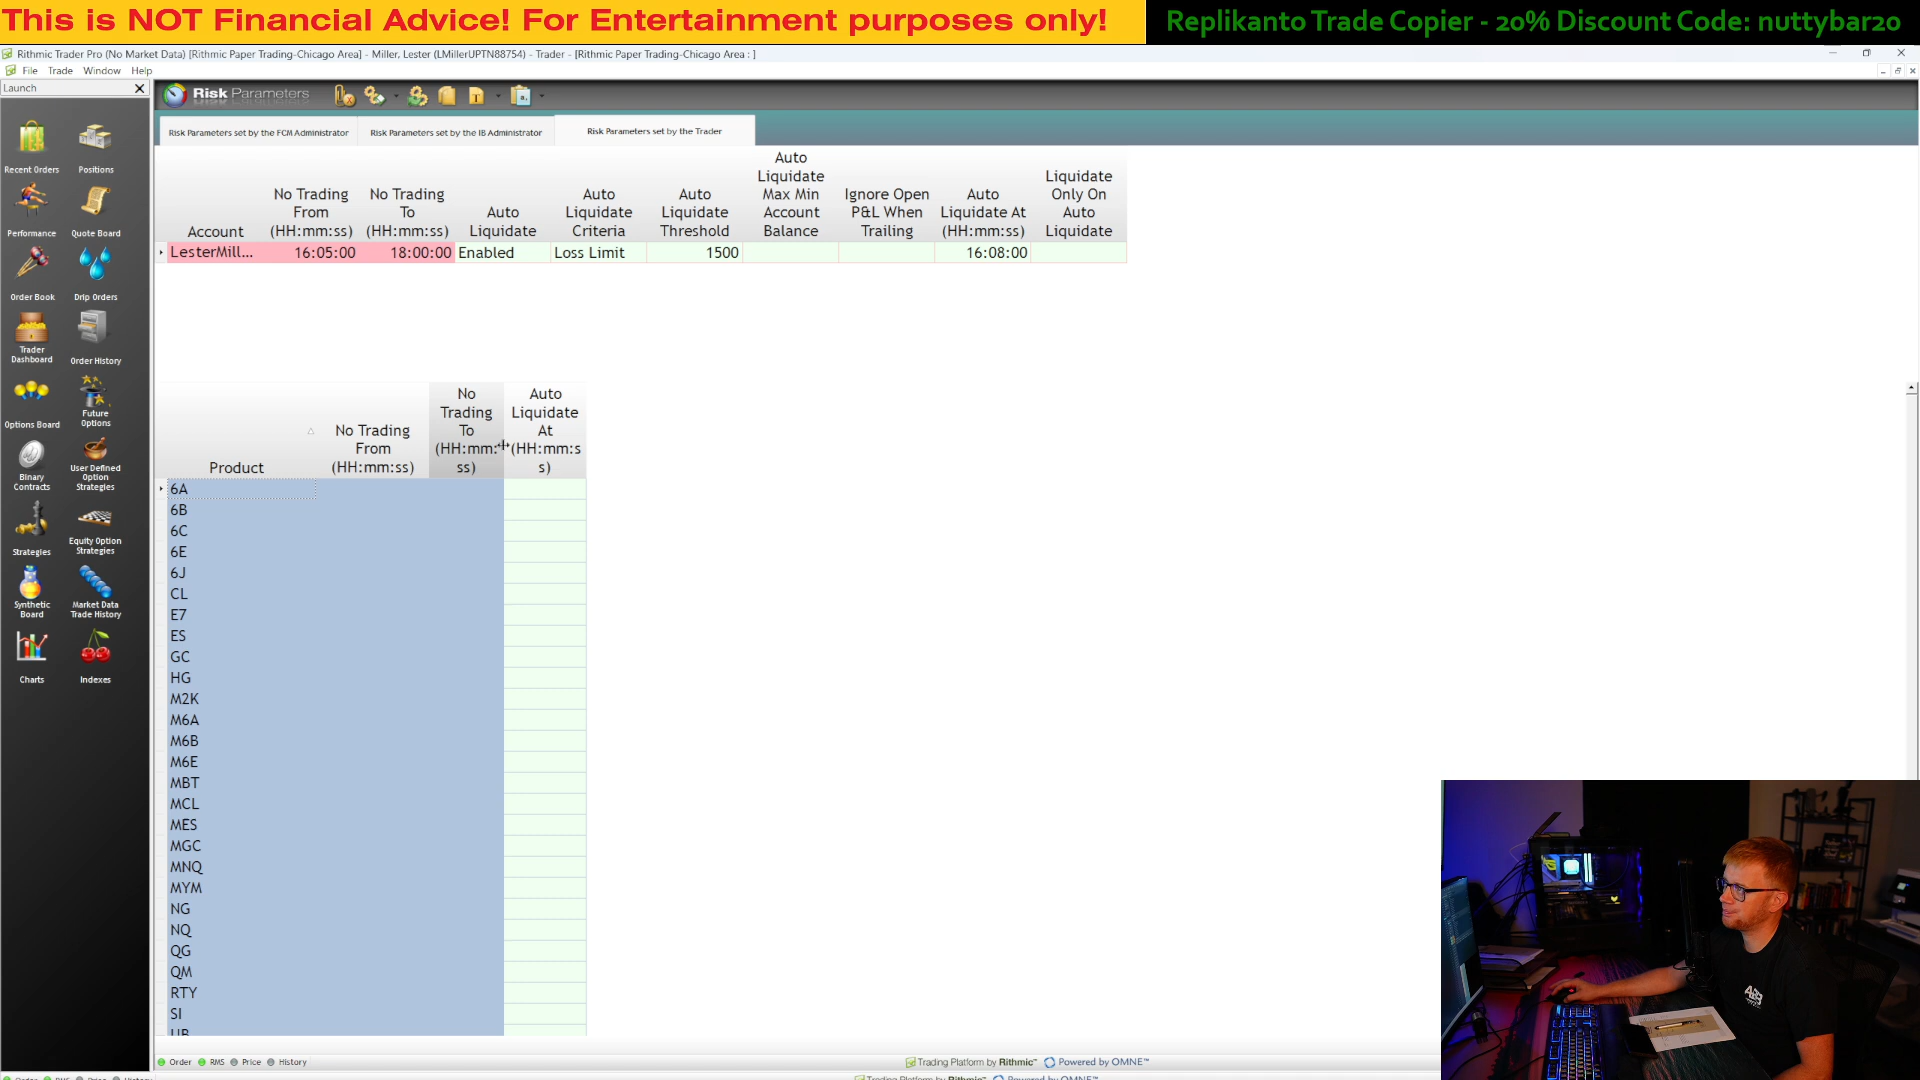 This is NOT Financial Advice! For Entertainment purposes only!
Replikanto Trade Copier - 20% Discount Code: nuttybar20
Rithmic Trader Pro (No Market Data) [Rithmic Paper Trading-Chicago Area] - Miller, Lester (LMillerUPTN88754) - Trader - [Rithmic Paper Trading-Chicago Area : ]
File Trade Window Help
Launch
Risk Parameters
Risk Parameters set by the FCM Administrator
Risk Parameters set by the IB Administrator
Risk Parameters set by the Trader
Recent Orders
Positions
Performance
Quote Board
Order Book
Drip Orders
Trader Dashboard
Order History
Options Board
Future Options
Binary Contracts
User Defined Option Strategies
Strategies
Equity Option Strategies
Synthetic Board
Market Data Trade History
Charts
Indexes
Account
No Trading From (HH:mm:ss)
No Trading To (HH:mm:ss)
Auto Liquidate
Auto Liquidate Criteria
Auto Liquidate Threshold
Auto Liquidate Max Min Account Balance
Ignore Open P&L When Trailing
Auto Liquidate At (HH:mm:ss)
Liquidate Only On Auto Liquidate
LesterMill... 16:05:00 18:00:00 Enabled Loss Limit 1500 16:08:00
Product
No Trading From (HH:mm:ss)
No Trading To (HH:mm:ss)
Auto Liquidate At (HH:mm:ss)
6A
6B
6C
6E
6J
CL
E7
ES
GC
HG
M2K
M6A
M6B
M6E
MBT
MCL
MES
MGC
MNQ
MYM
NG
NQ
QG
QM
RTY
SI
UB
Order RMS Price History
Trading Platform by Rithmic™ Powered by OMNE™
Trading Platform by Rithmic™ Powered by OMNE™